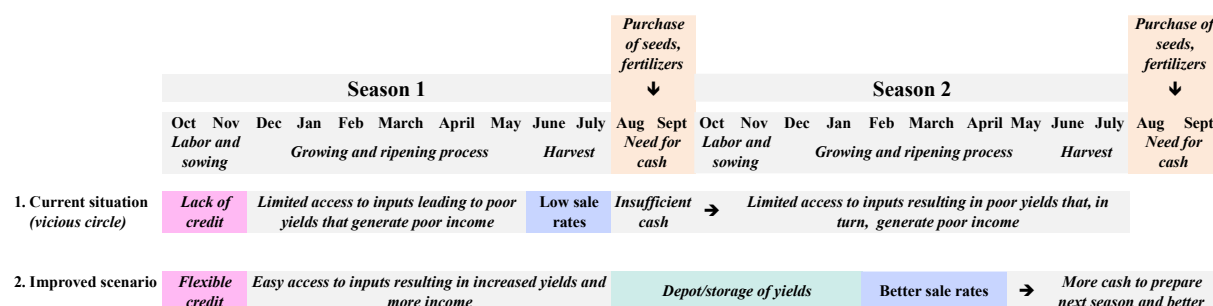 Purchase of seeds, fertilizers
Purchase of seeds, fertilizers
Season 1 🡻 Season 2 🡻
Oct Nov Dec Jan Feb March April May June July Aug Sept Oct Nov Dec Jan Feb March April May June July Aug Sept
Labor and sowing Growing and ripening process Harvest Need for cash Labor and sowing Growing and ripening process Harvest Need for cash
1. Current situation (vicious circle) Lack of credit Limited access to inputs leading to poor yields that generate poor income Low sale rates Insufficient cash ➔ Limited access to inputs resulting in poor yields that, in turn, generate poor income
2. Improved scenario Flexible credit Easy access to inputs resulting in increased yields and more income Depot/storage of yields Better sale rates ➔ More cash to prepare next season and better